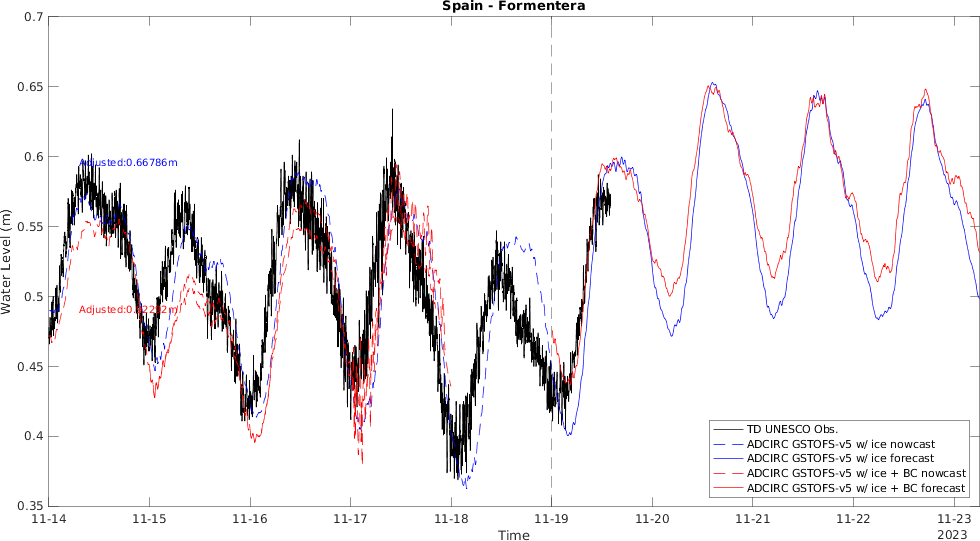 Spain - Formentera
Water Level (m)
0.7
0.65
0.6
0.55
0.5
0.45
0.4
0.35
Adjusted:0.66786m
TD UNESCO Obs.
ADCIRC GSTOFS-v5 w/ ice nowcast
ADCIRC GSTOFS-v5 w/ ice forecast
ADCIRC GSTOFS-v5 w/ ice + BC nowcast
ADCIRC GSTOFS-v5 w/ ice + BC forecast
11-14
11-15
11-16
11-17
11-18
11-19
11-20
11-21
11-22
11-23
2023
Time